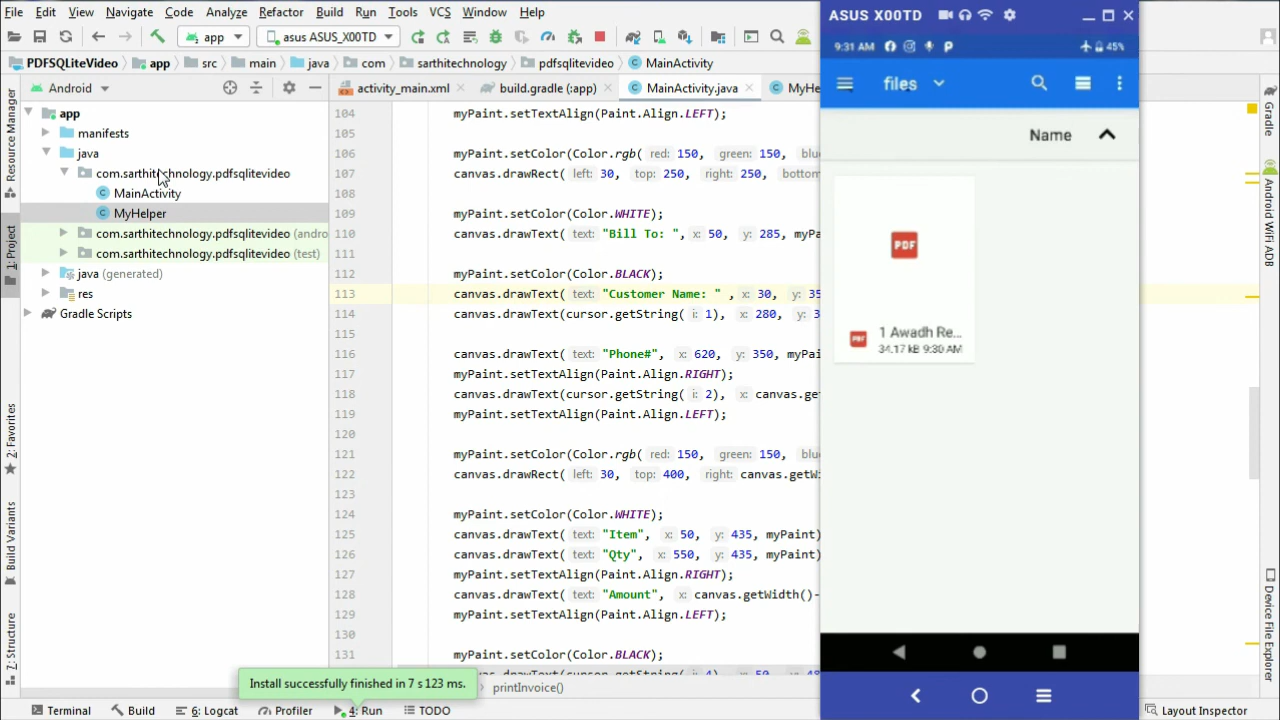 File Edit View Navigate Code Analyze Refactor Build Run Tools VCS Window Help
app
asus ASUS_X00TD
PDFSQLiteVideo app src main java com sarthitechnology pdfsqlitevideo MainActivity
Android
activity_main.xml build.gradle (:app) MainActivity.java MyHe
app
manifests
java
com.sarthitechnology.pdfsqlitevideo
MainActivity
MyHelper
com.sarthitechnology.pdfsqlitevideo (andro
com.sarthitechnology.pdfsqlitevideo (test)
java (generated)
res
Gradle Scripts
Resource Manager
1: Project
2: Favorites
Build Variants
Z: Structure
104 myPaint.setTextAlign(Paint.Align.LEFT);
105
106 myPaint.setColor(Color.rgb( red: 150, green: 150, blu
107 canvas.drawRect( left: 30, top: 250, right: 250, bottom
108
109 myPaint.setColor(Color.WHITE);
110 canvas.drawText( text: "Bill To: ", x: 50, y: 285, myPa
111
112 myPaint.setColor(Color.BLACK);
113 canvas.drawText( text: "Customer Name: " , x: 30, y: 35
114 canvas.drawText(cursor.getString( i: 1), x: 280, y: 3
115
116 canvas.drawText( text: "Phone#", x: 620, y: 350, myPa
117 myPaint.setTextAlign(Paint.Align.RIGHT);
118 canvas.drawText(cursor.getString( i: 2), x: canvas.get
119 myPaint.setTextAlign(Paint.Align.LEFT);
120
121 myPaint.setColor(Color.rgb( red: 150, green: 150, blu
122 canvas.drawRect( left: 30, top: 400, right: canvas.getW
123
124 myPaint.setColor(Color.WHITE);
125 canvas.drawText( text: "Item", x: 50, y: 435, myPaint)
126 canvas.drawText( text: "Qty", x: 550, y: 435, myPaint)
127 myPaint.setTextAlign(Paint.Align.RIGHT);
128 canvas.drawText( text: "Amount", x: canvas.getWidth()-
129 myPaint.setTextAlign(Paint.Align.LEFT);
130
131 myPaint.setColor(Color.BLACK);
printInvoice()
Install successfully finished in 7 s 123 ms.
Terminal Build 6: Logcat Profiler 4: Run TODO
Layout Inspector
ASUS X00TD
9:31 AM 45%
files
Name
PDF
PDF 1 Awadh Re...
34.17 kB 9:30 AM
Gradle
Android Wifi ADB
Device File Explorer